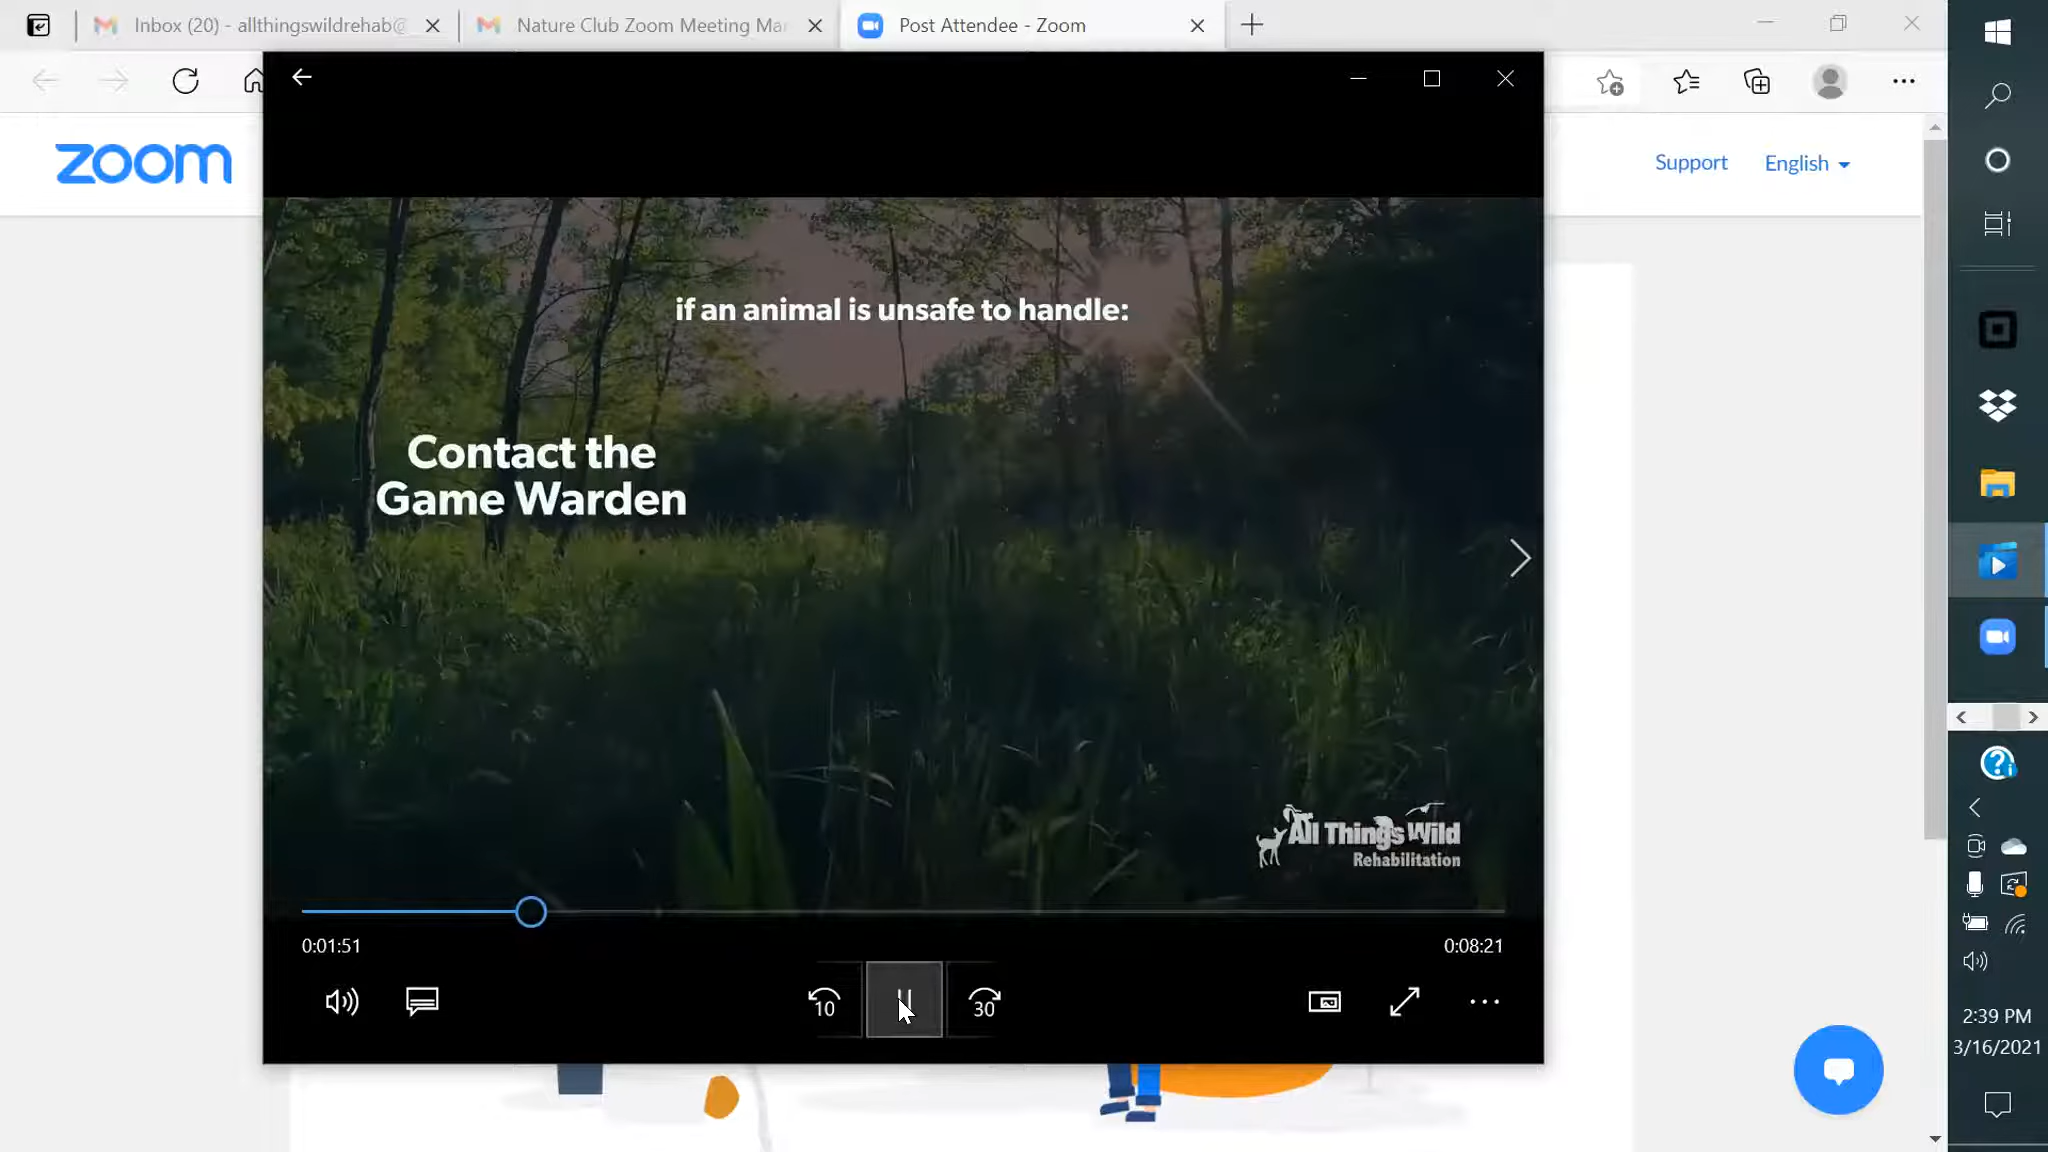 Inbox (20) - allthingswildrehab@
Nature Club Zoom Meeting Mar
Post Attendee - Zoom
zoom
Support
English
if an animal is unsafe to handle:
Contact the
Game Warden
All Things Wild
Rehabilitation
0:01:51
0:08:21
10
30
2:39 PM
3/16/2021